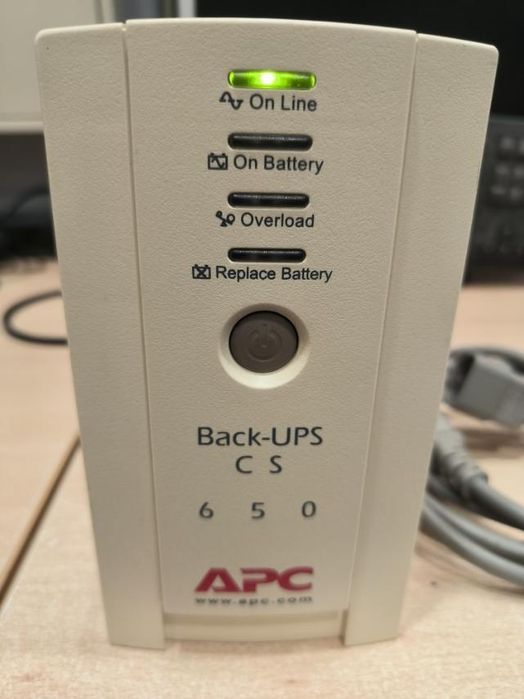 On Line
On Battery
Overload
Replace Battery
Back-UPS
C S
6 5 0
APC
www.apc.com